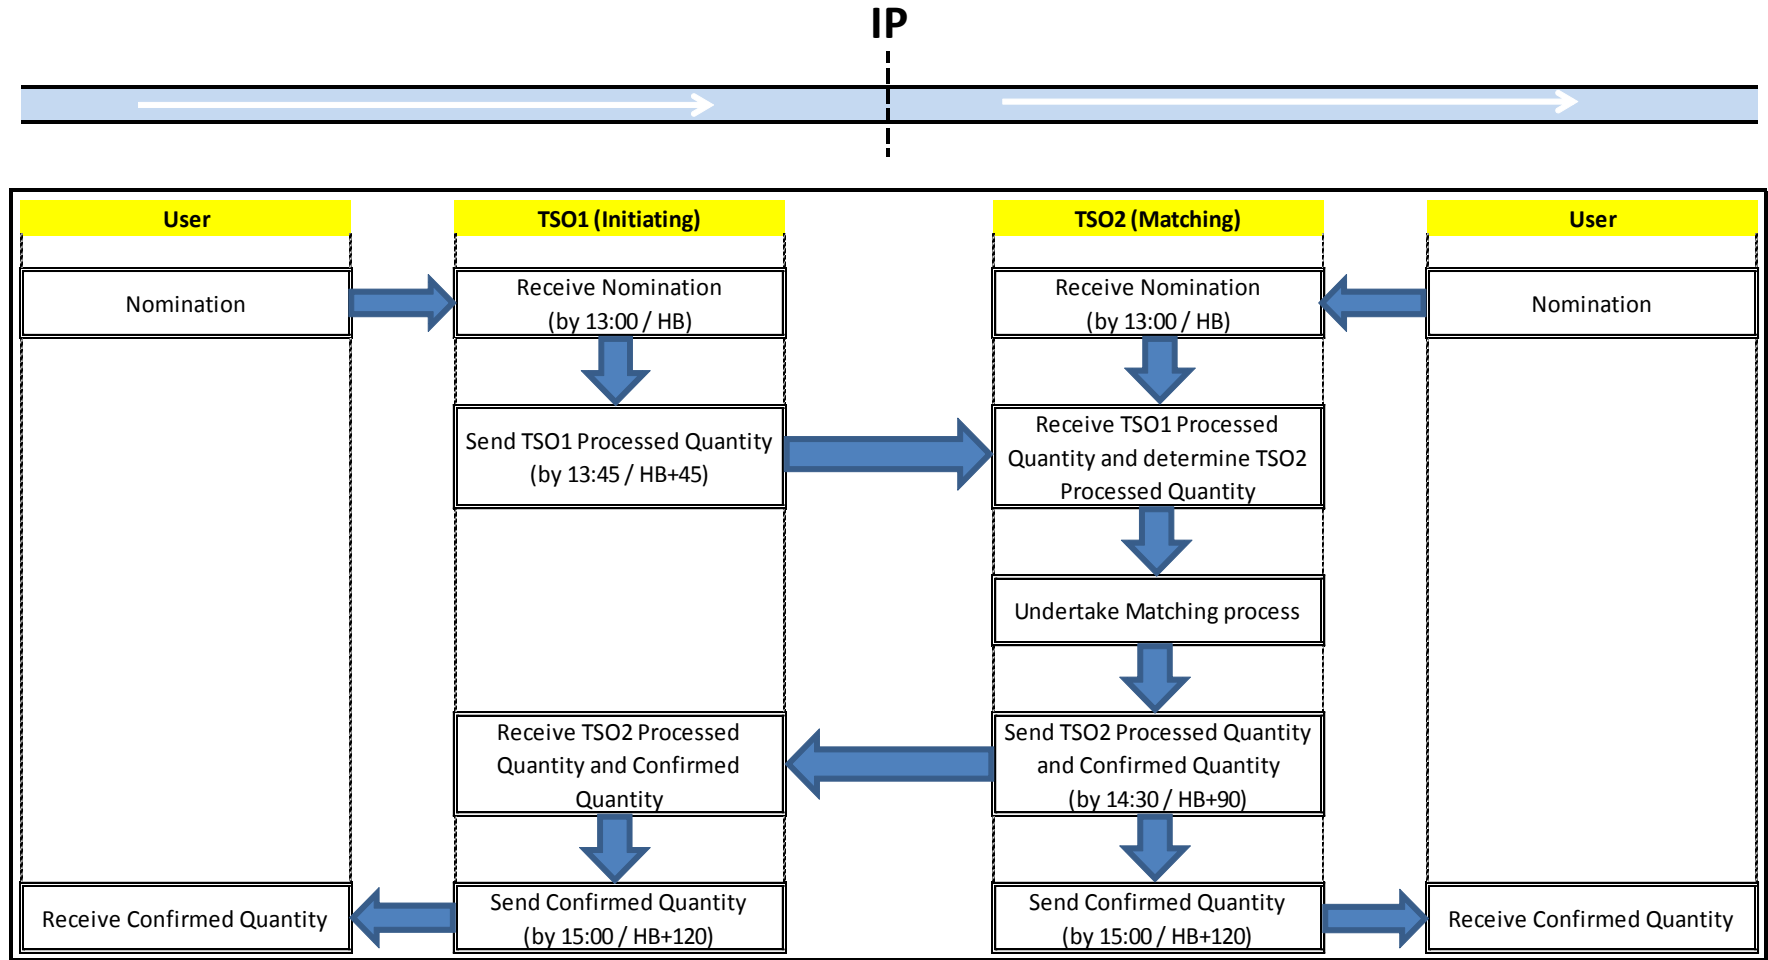 IP
User
TSO1 (Initiating)
TSO2 (Matching)
User
Nomination
Receive Nomination
(by 13:00 / HB)
Receive Nomination
(by 13:00 / HB)
Nomination
Send TSO1 Processed Quantity
(by 13:45 / HB+45)
Receive TSO1 Processed
Quantity and determine TSO2
Processed Quantity
Undertake Matching process
Receive TSO2 Processed
Quantity and Confirmed
Quantity
Send TSO2 Processed Quantity
and Confirmed Quantity
(by 14:30 / HB+90)
Receive Confirmed Quantity
Send Confirmed Quantity
(by 15:00 / HB+120)
Send Confirmed Quantity
(by 15:00 / HB+120)
Receive Confirmed Quantity